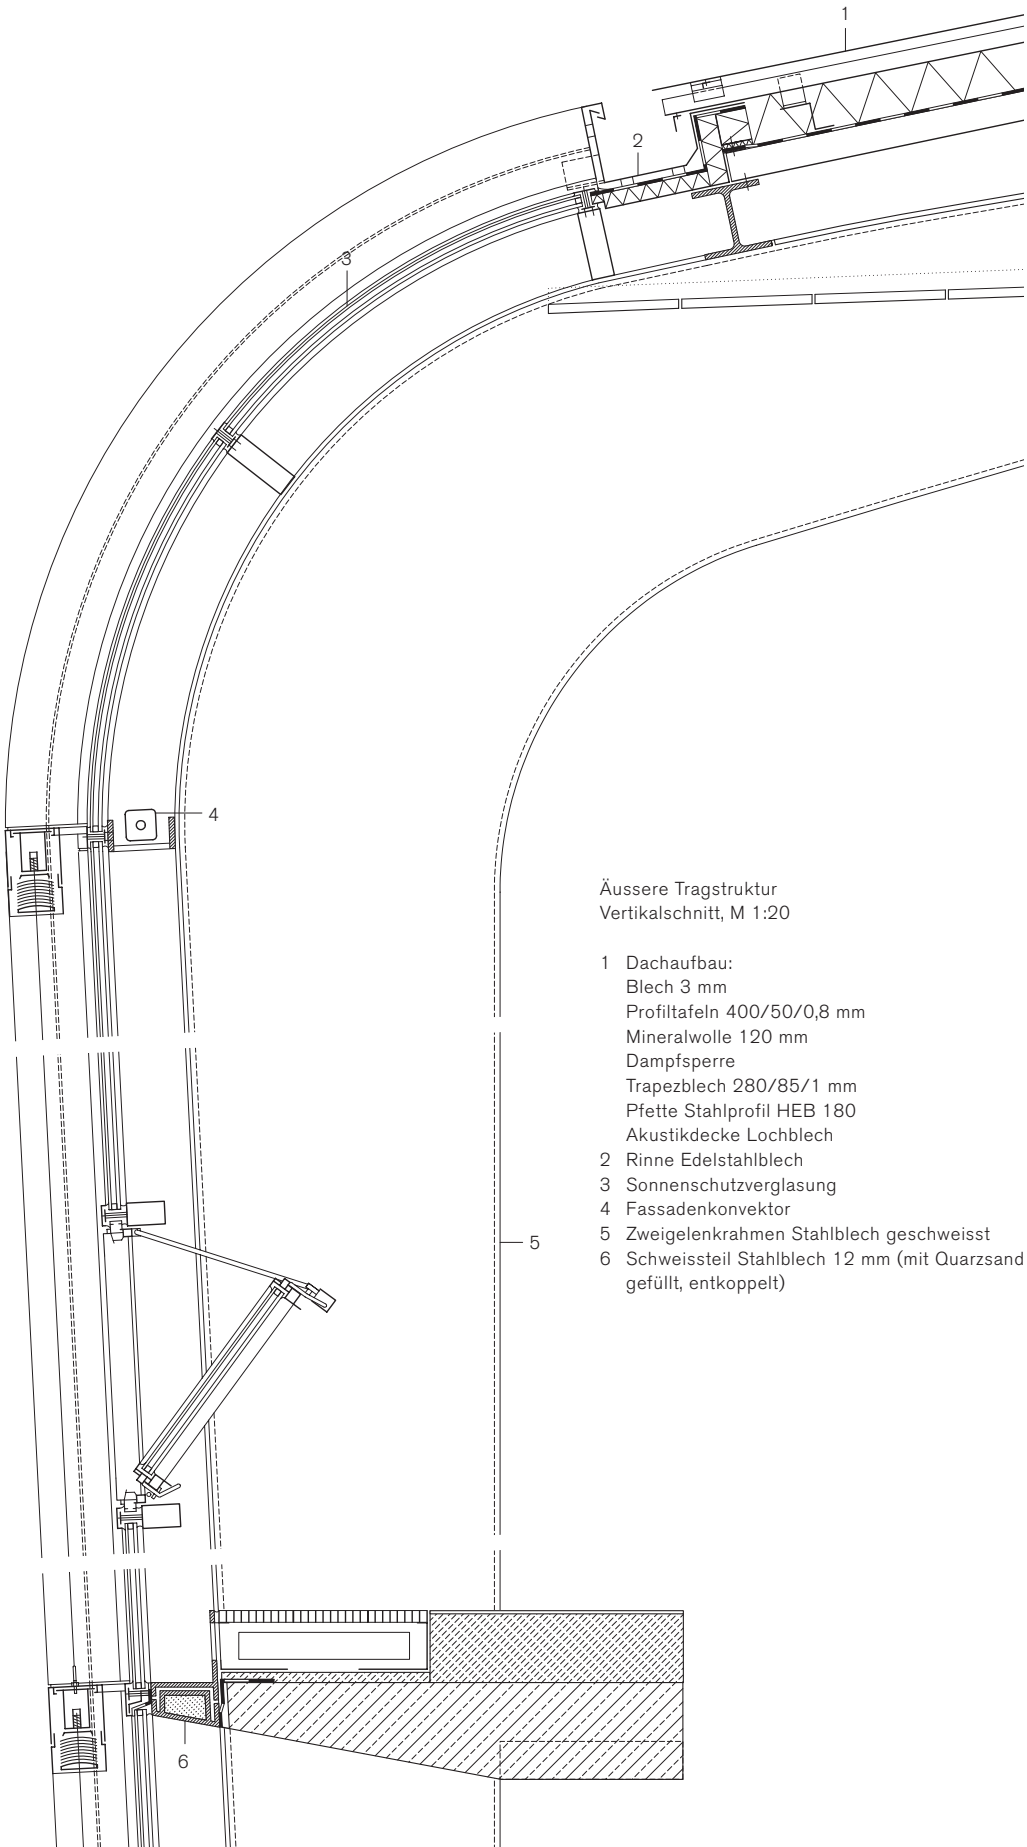 1
2
3
4
Äussere Tragstruktur
Vertikalschnitt, M 1:20
1 Dachaufbau:
Blech 3 mm
Profiltafeln 400/50/0,8 mm
Mineralwolle 120 mm
Dampfsperre
Trapezblech 280/85/1 mm
Pfette Stahlprofil HEB 180
Akustikdecke Lochblech
2 Rinne Edelstahlblech
3 Sonnenschutzverglasung
4 Fassadenkonvektor
5 Zweigelenkrahmen Stahlblech geschweisst
6 Schweissteil Stahlblech 12 mm (mit Quarzsand
gefüllt, entkoppelt)
5
6